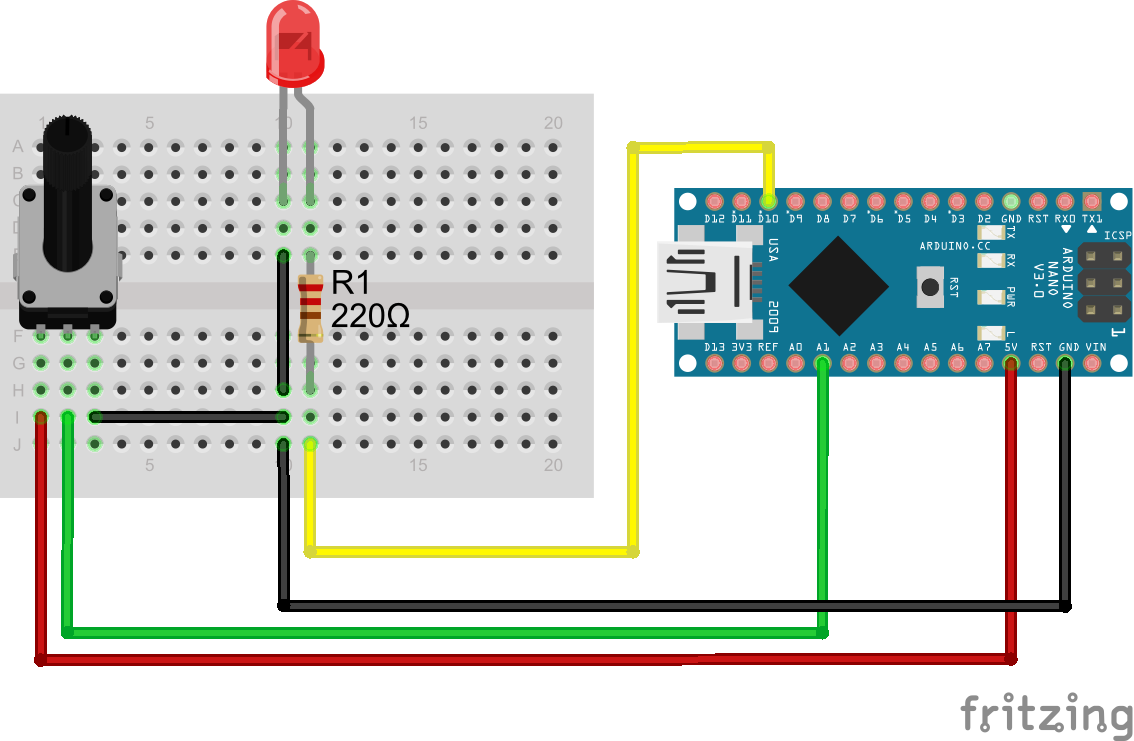 1 5 10 15 20
A
B
C
D
E
R1
220Ω
F
G
H
I
J
5 10 15 20
D12 D11 D10 D9 D8 D7 D6 D5 D4 D3 D2 GND RST RX0 TX1
USA
2009
ARDUINO.CC
RST
TX
RX
PWR
L
ARDUINO
NANO
V3.0
ICSP
1
D13 3V3 REF A0 A1 A2 A3 A4 A5 A6 A7 5V RST GND VIN
fritzing